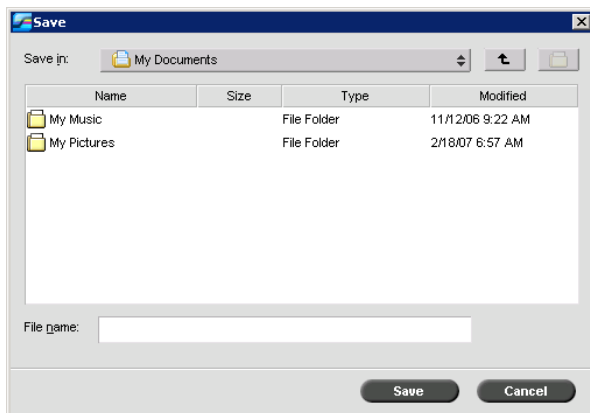 Save
Save in: My Documents
Name Size Type Modified
My Music File Folder 11/12/06 9:22 AM
My Pictures File Folder 2/18/07 6:57 AM
File name:
Save Cancel